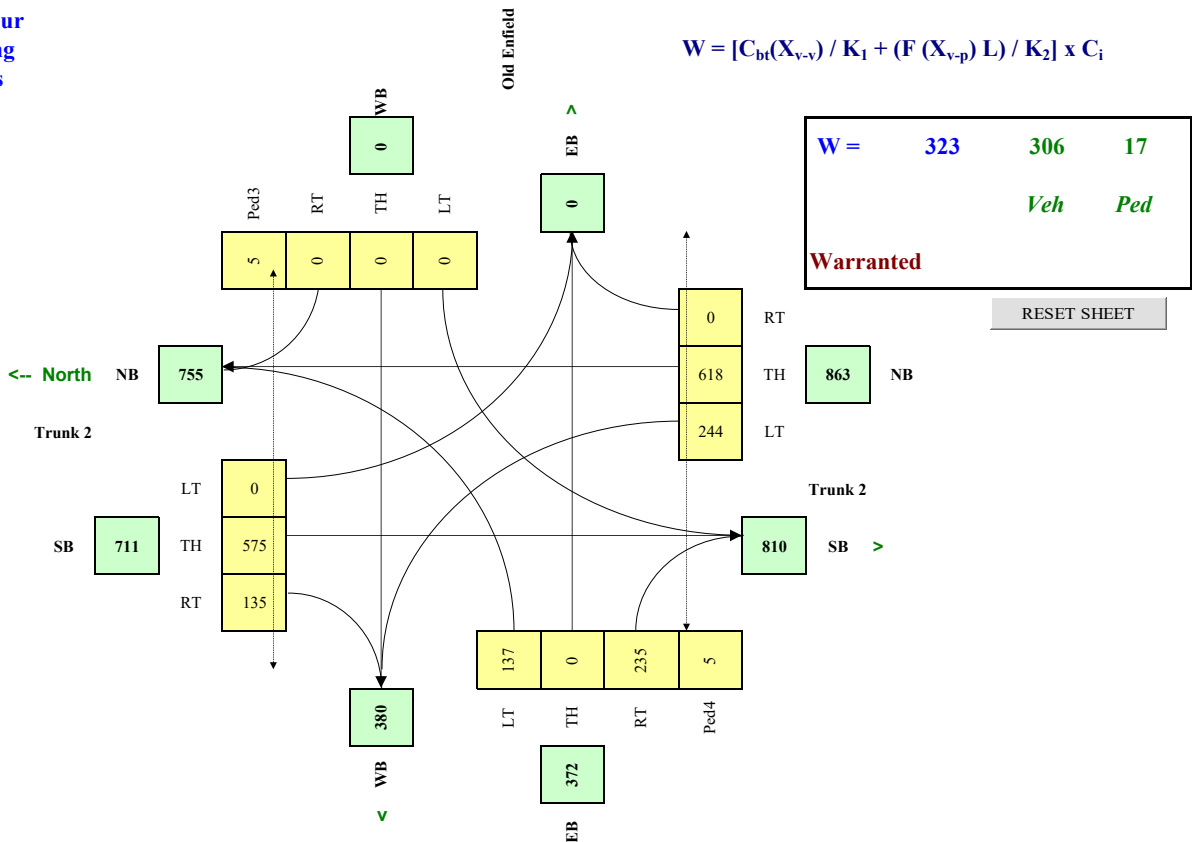 ur
ng
s
Old Enfield
W = [Cbt(Xv-v) / K1 + (F (Xv-p) L) / K2] x Ci
W = 323 306 17
Veh Ped
Warranted
RESET SHEET
WB
0
^
EB
0
Ped3 RT TH LT
5 0 0 0
0 RT
<-- North NB 755
618 TH 863 NB
244 LT
Trunk 2
LT 0
Trunk 2
SB 711 TH 575
810 SB >
RT 135
137 0 235 5
LT TH RT Ped4
380
WB
v
372
EB